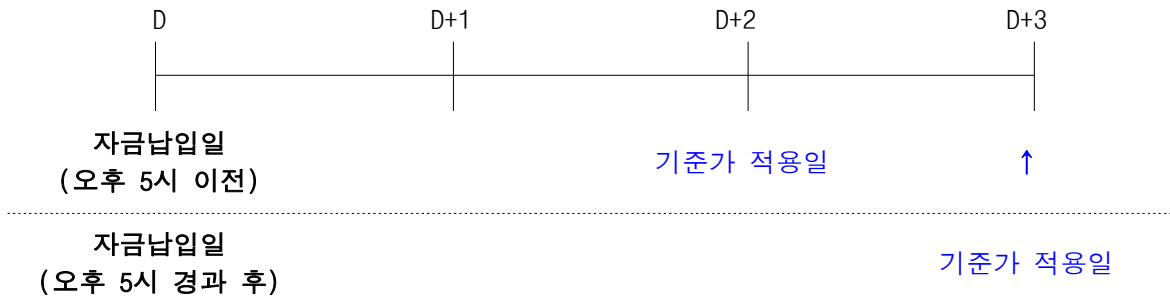 D D+1 D+2 D+3
자금납입일
(오후 5시 이전)
기준가 적용일 ↑
자금납입일
(오후 5시 경과 후)
기준가 적용일